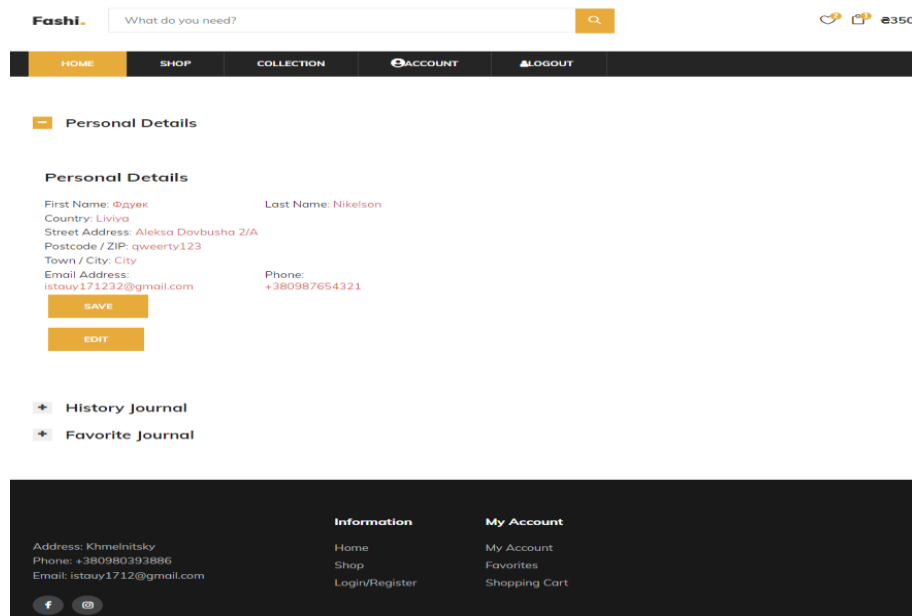 Fashi.
What do you need?
2
3
₴350
HOME SHOP COLLECTION ACCOUNT LOGOUT
Personal Details
Personal Details
First Name: Фдуек Last Name: Nikelson
Country: Liviya
Street Address: Aleksa Dovbusha 2/A
Postcode / ZIP: qweerty123
Town / City: City
Email Address: Phone:
istauy171232@gmail.com +380987654321
SAVE
EDIT
History Journal
Favorite Journal
Information My Account
Address: Khmelnitsky Home My Account
Phone: +380980393886 Shop Favorites
Email: istauy1712@gmail.com Login/Register Shopping Cart